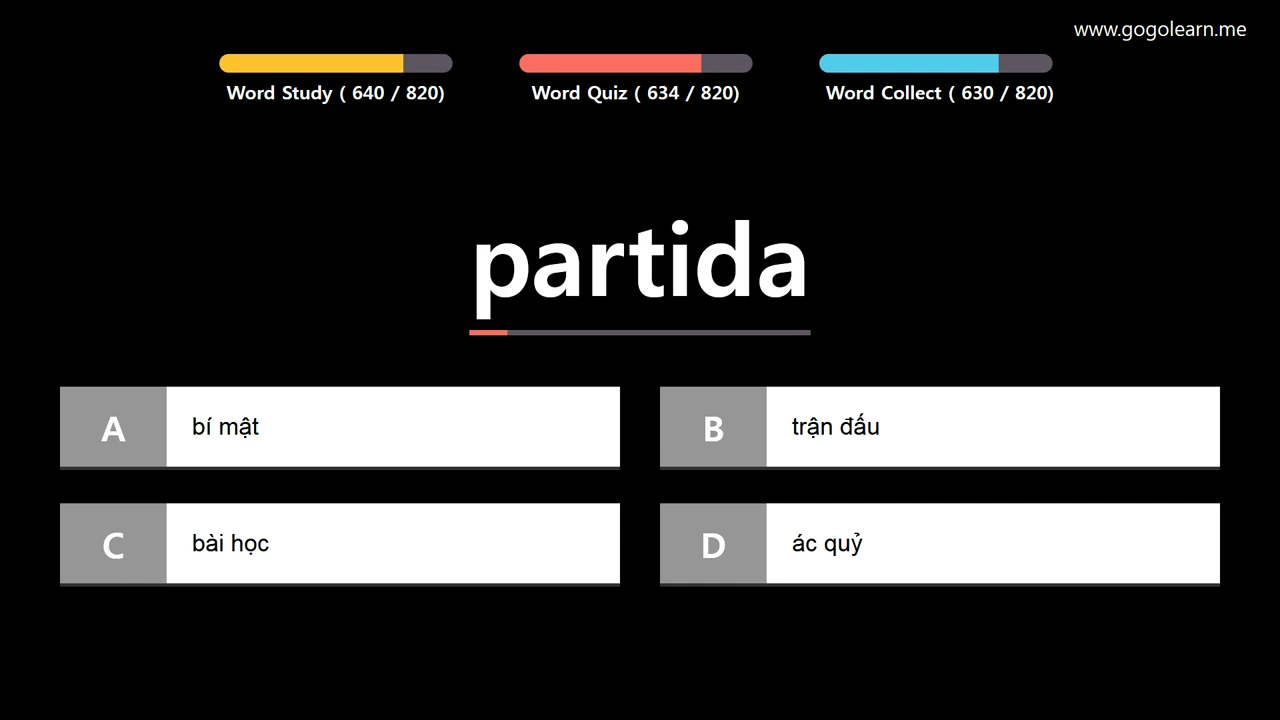 www.gogolearn.me
Word Study ( 640 / 820)
Word Quiz ( 634 / 820)
Word Collect ( 630 / 820)
partida
A
bí mật
B
trận đấu
C
bài học
D
ác quỷ